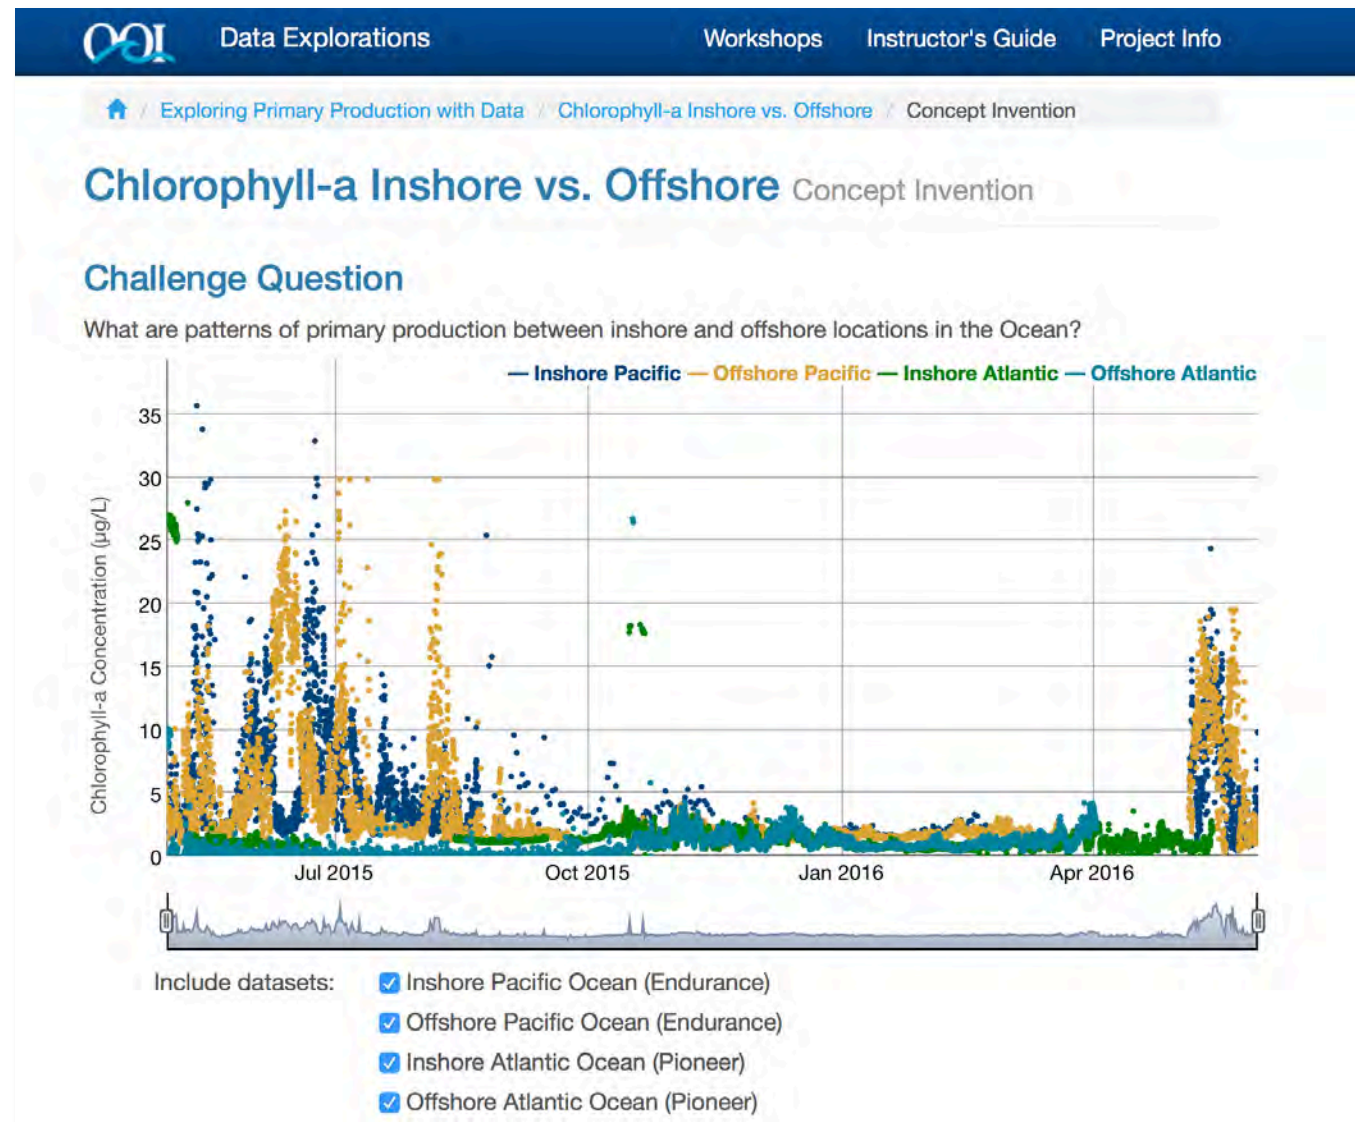 OOI Data Explorations Workshops Instructor's Guide Project Info
/ Exploring Primary Production with Data / Chlorophyll-a Inshore vs. Offshore / Concept Invention
Chlorophyll-a Inshore vs. Offshore Concept Invention
Challenge Question
What are patterns of primary production between inshore and offshore locations in the Ocean?
Inshore Pacific Offshore Pacific Inshore Atlantic Offshore Atlantic
Chlorophyll-a Concentration (µg/L)
35
30
25
20
15
10
5
0
Jul 2015 Oct 2015 Jan 2016 Apr 2016
Include datasets: Inshore Pacific Ocean (Endurance)
Offshore Pacific Ocean (Endurance)
Inshore Atlantic Ocean (Pioneer)
Offshore Atlantic Ocean (Pioneer)